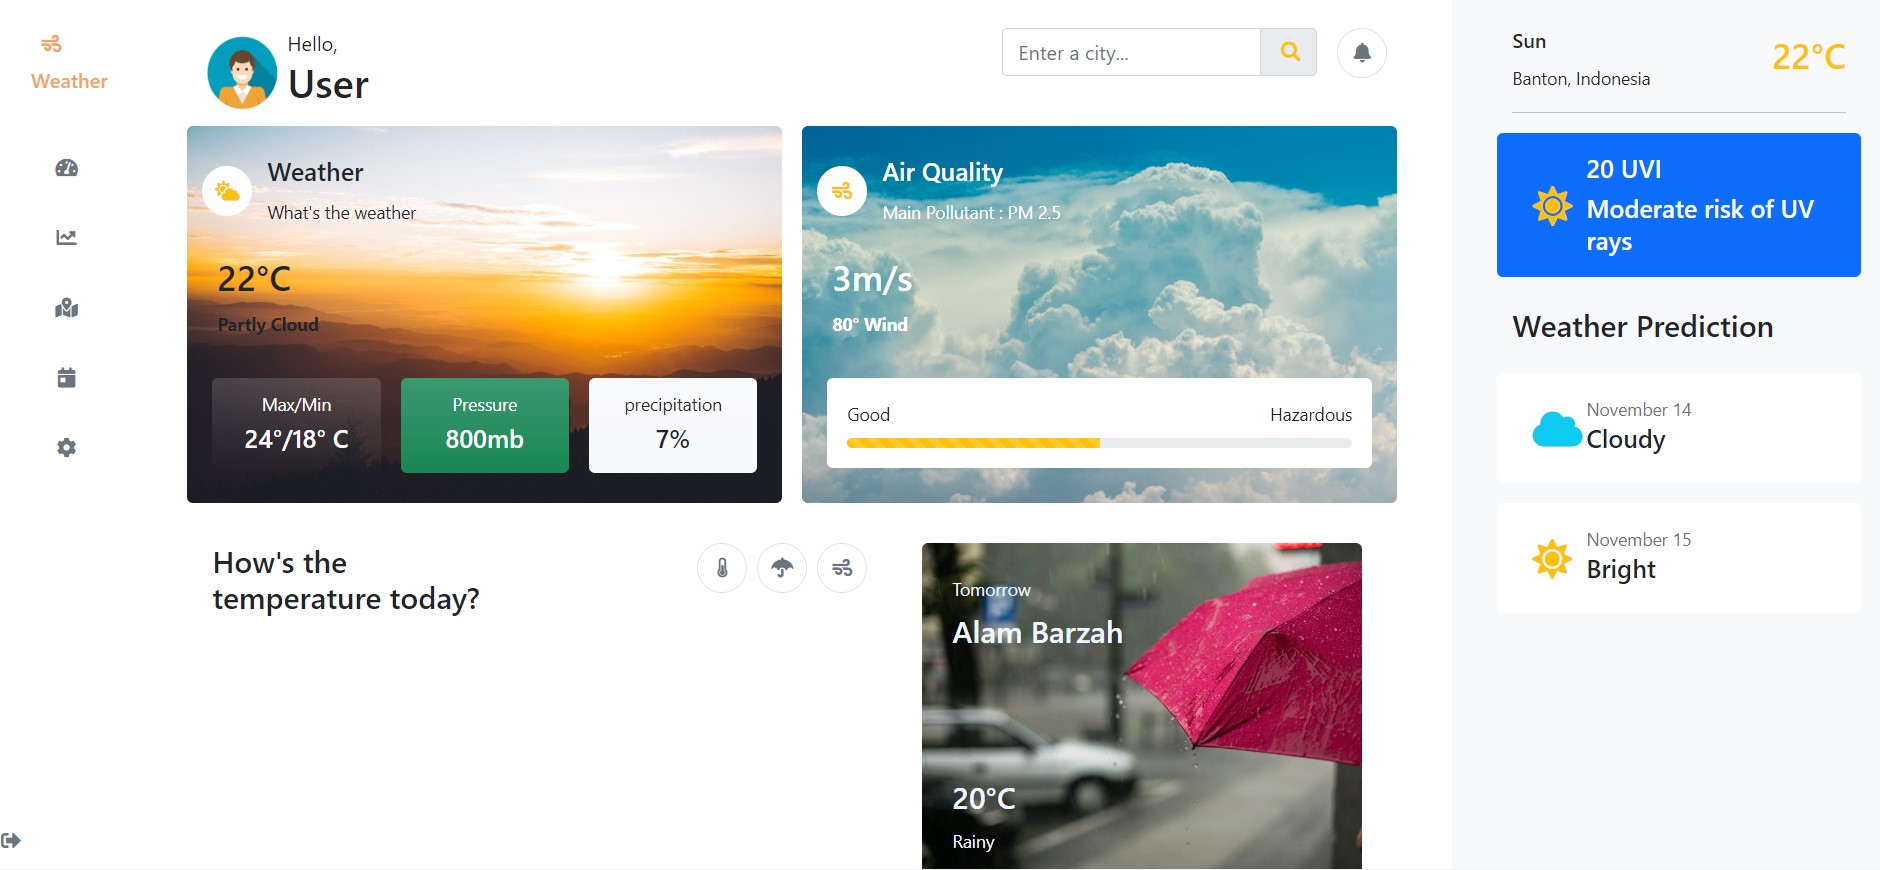 Weather
Hello,
User
Enter a city...
Weather
What's the weather
22°C
Partly Cloud
Max/Min
24°/18° C
Pressure
800mb
precipitation
7%
Air Quality
Main Pollutant : PM 2.5
3m/s
80° Wind
Good
Hazardous
How's the
temperature today?
Tomorrow
Alam Barzah
20°C
Rainy
Sun
22°C
Banton, Indonesia
20 UVI
Moderate risk of UV
rays
Weather Prediction
November 14
Cloudy
November 15
Bright